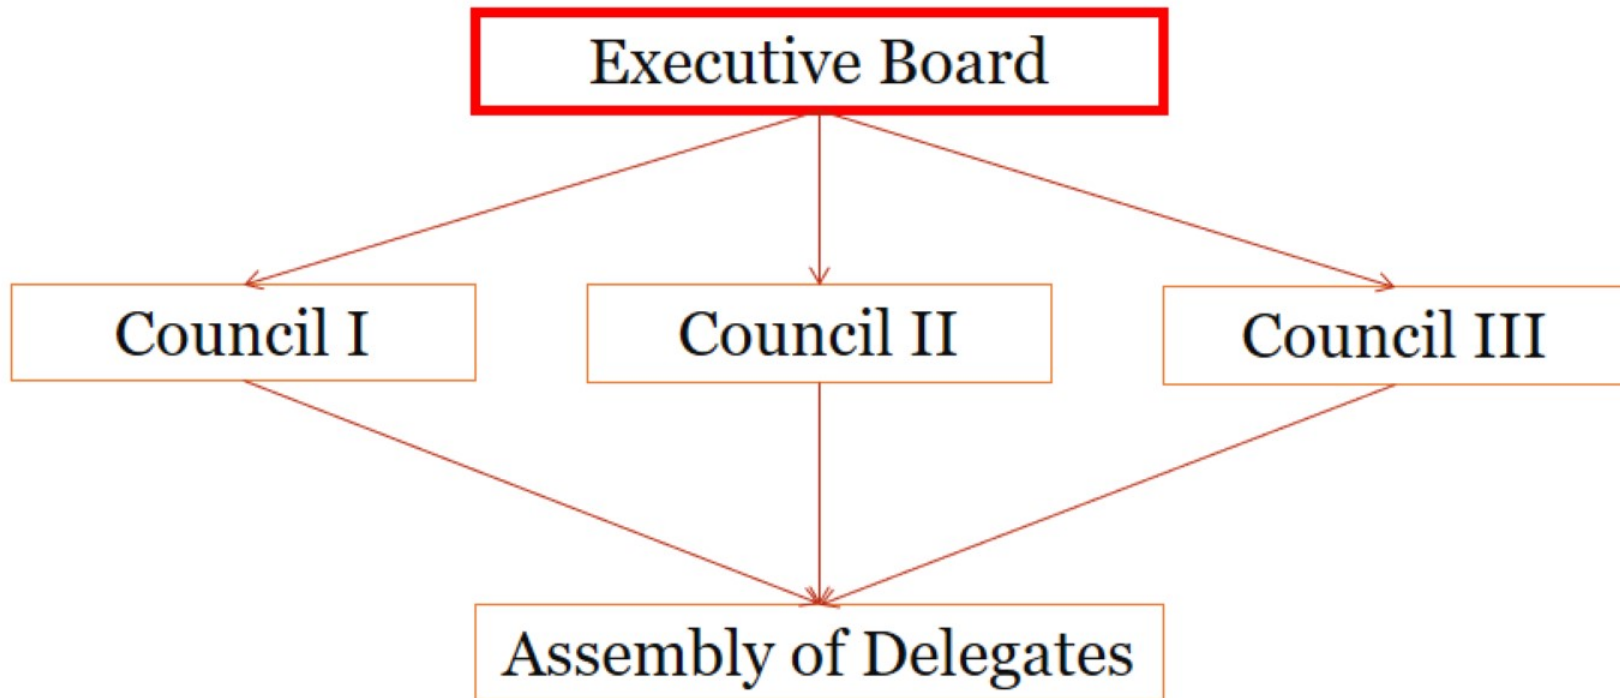 Executive Board
Council I
Council II
Council III
Assembly of Delegates